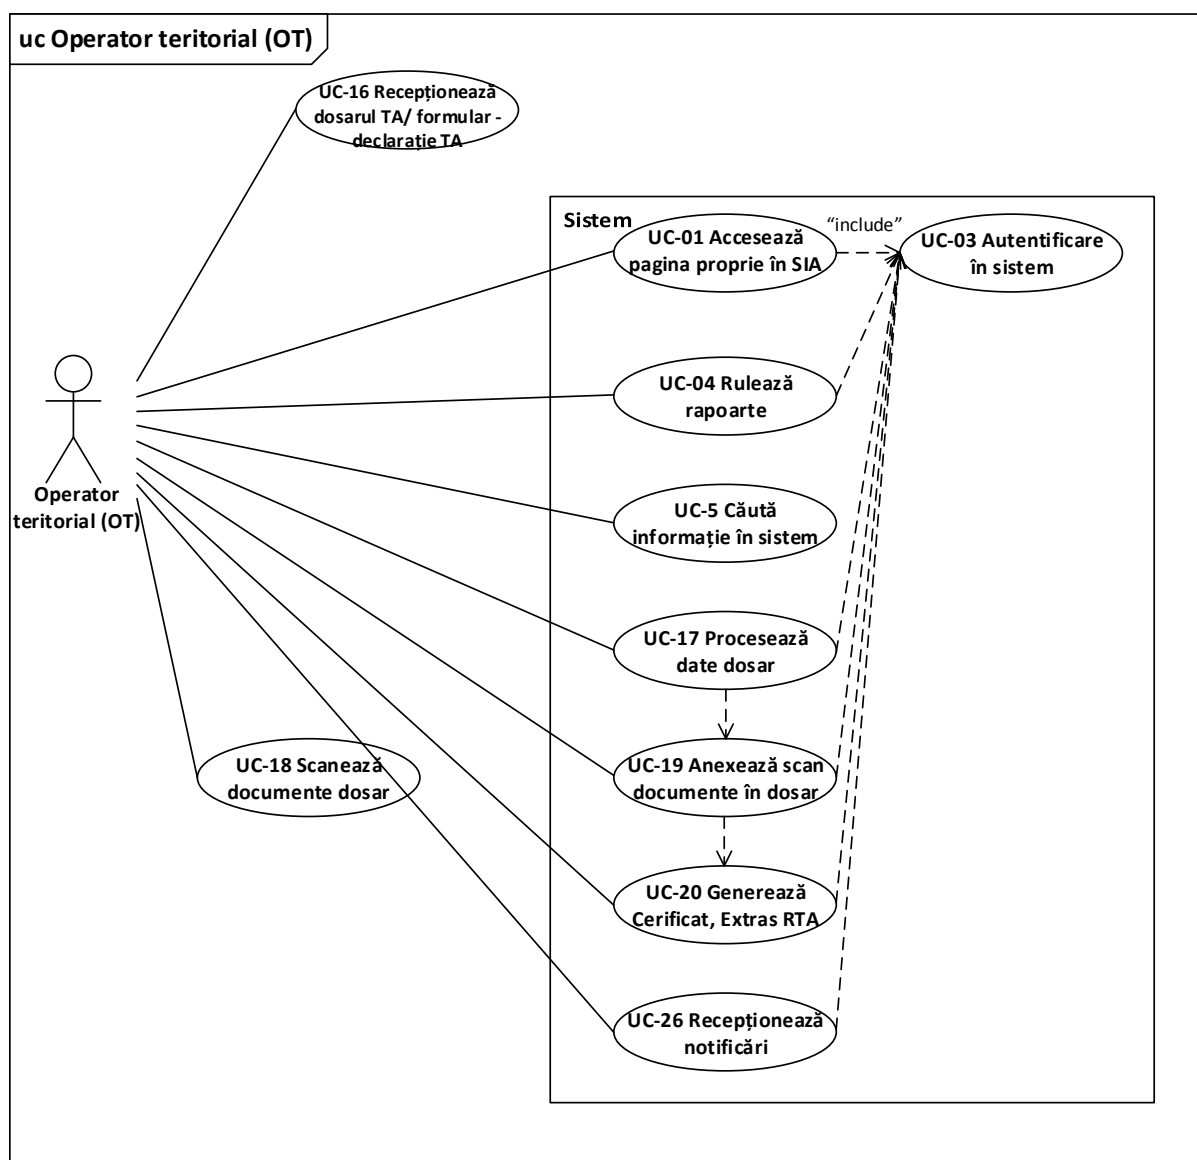 uc Operator teritorial (OT)
UC-16 Recepționează
dosarul TA/ formular -
declarație TA
Sistem
"include"
UC-01 Accesează
pagina proprie în SIA
UC-03 Autentificare
în sistem
UC-04 Rulează
rapoarte
Operator
teritorial (OT)
UC-5 Căută
informație în sistem
UC-17 Procesează
date dosar
UC-18 Scanează
documente dosar
UC-19 Anexează scan
documente în dosar
UC-20 Generează
Cerificat, Extras RTA
UC-26 Recepționează
notificări